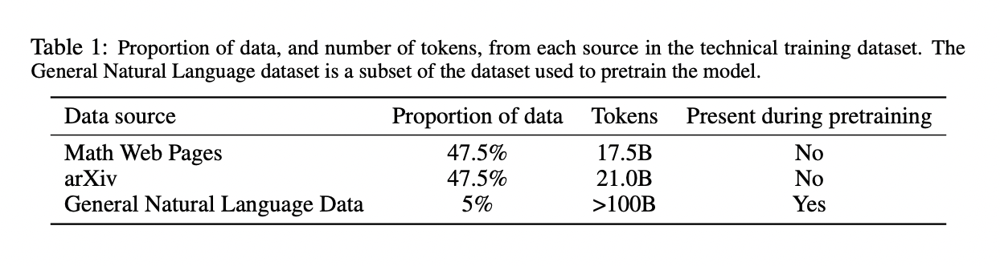 Table 1: Proportion of data, and number of tokens, from each source in the technical training dataset. The
General Natural Language dataset is a subset of the dataset used to pretrain the model.
Data source Proportion of data Tokens Present during pretraining
Math Web Pages 47.5% 17.5B No
arXiv 47.5% 21.0B No
General Natural Language Data 5% >100B Yes